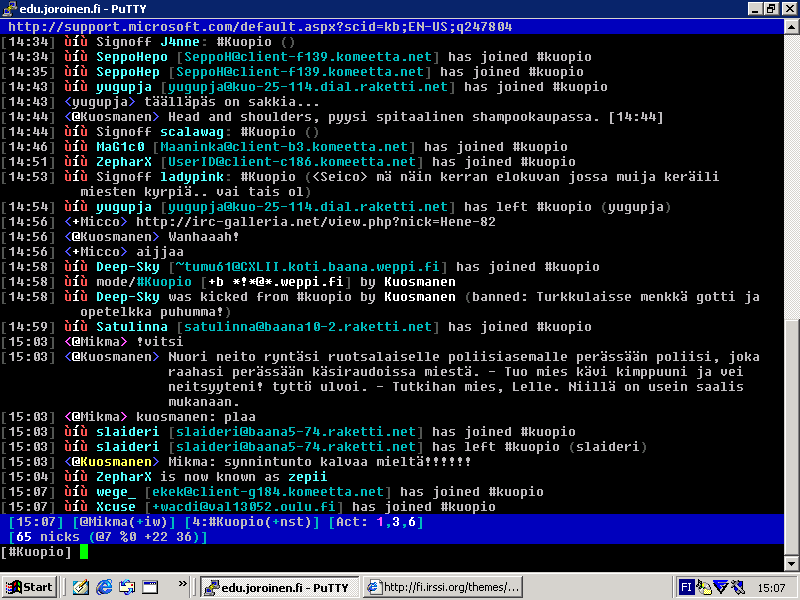 edu.joroinen.fi - PuTTY
http://support.microsoft.com/default.aspx?scid=kb;EN-US;q247804
[14:34] ùíù Signoff J4nne: #Kuopio ()
[14:34] ùíù SeppoHepo [SeppoH@client-f139.komeetta.net] has joined #kuopio
[14:35] ùíù SeppoHep [SeppoH@client-f139.komeetta.net] has joined #kuopio
[14:43] ùíù yugupja [yugupja@kuo-25-114.dial.raketti.net] has joined #kuopio
[14:43] <yugupja> täälläpäs on sakkia...
[14:44] <@Kuosmanen> Head and shoulders, pyysi spitaalinen shampookaupassa. [14:44]
[14:44] ùíù Signoff scalawag: #Kuopio ()
[14:46] ùíù MaG1c0 [Maaninka@client-b3.komeetta.net] has joined #kuopio
[14:51] ùíù ZepharX [UserID@client-c186.komeetta.net] has joined #kuopio
[14:53] ùíù Signoff ladypink: #Kuopio (<Seico> mä näin kerran elokuvan jossa muija keräili
miesten kyrpiä.. vai tais ol)
[14:54] ùíù yugupja [yugupja@kuo-25-114.dial.raketti.net] has left #kuopio (yugupja)
[14:56] <+Micco> http://irc-galleria.net/view.php?nick=Hene-82
[14:56] <@Kuosmanen> Wanhaaah!
[14:56] <+Micco> aijjaa
[14:58] ùíù Deep-Sky [~tumu61@CXLII.koti.baana.weppi.fi] has joined #kuopio
[14:58] ùíù mode/#Kuopio [+b *!*@*.weppi.fi] by Kuosmanen
[14:58] ùíù Deep-Sky was kicked from #kuopio by Kuosmanen (banned: Turkkulaisse menkkä gotti ja
opetelkka puhumma!)
[14:59] ùíù Satulinna [satulinna@baana10-2.raketti.net] has joined #kuopio
[15:03] <@Mikma> !vitsi
[15:03] <@Kuosmanen> Nuori neito ryntäsi ruotsalaiselle poliisiasemalle perässään poliisi, joka
raahasi perässään käsiraudoissa miestä. - Tuo mies kävi kimppuuni ja vei
neitsyyteni! tyttö ulvoi. - Tutkihan mies, Lelle. Niillä on usein saalis
mukanaan.
[15:03] <@Mikma> kuosmanen: plaa
[15:03] ùíù slaideri [slaideri@baana5-74.raketti.net] has joined #kuopio
[15:03] ùíù slaideri [slaideri@baana5-74.raketti.net] has left #kuopio (slaideri)
[15:03] <@Kuosmanen> Mikma: synnintunto kalvaa mieltä!!!!!!
[15:04] ùíù ZepharX is now known as zepii
[15:07] ùíù wege_ [ekek@client-g184.komeetta.net] has joined #kuopio
[15:07] ùíù Xcuse [+wacdi@val13052.oulu.fi] has joined #kuopio
[15:07] [@Mikma(+iw)] [4:#Kuopio(+nst)] [Act: 1,3,6]
[65 nicks (@7 %0 +22 36)]
[#Kuopio]
Start
»
edu.joroinen.fi - PuTTY
http://fi.irssi.org/themes/...
FI
15:07